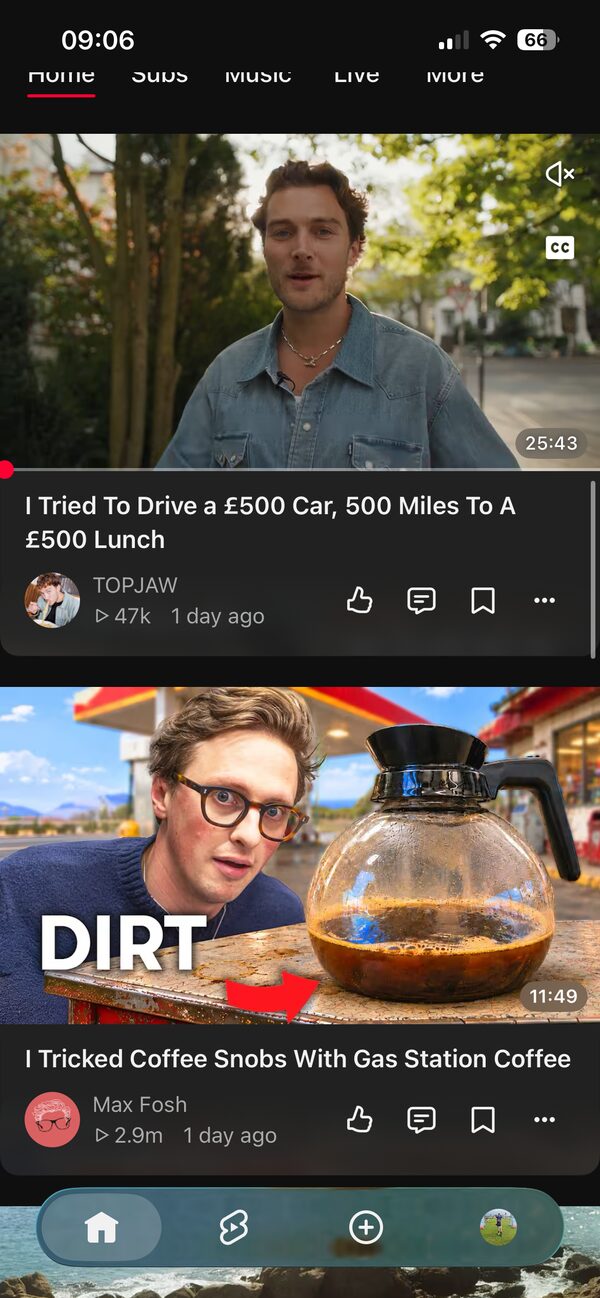 09:06
66
Home Subs Music Live More
CC
25:43
I Tried To Drive a £500 Car, 500 Miles To A
£500 Lunch
TOPJAW
47k 1 day ago
DIRT
11:49
I Tricked Coffee Snobs With Gas Station Coffee
Max Fosh
2.9m 1 day ago